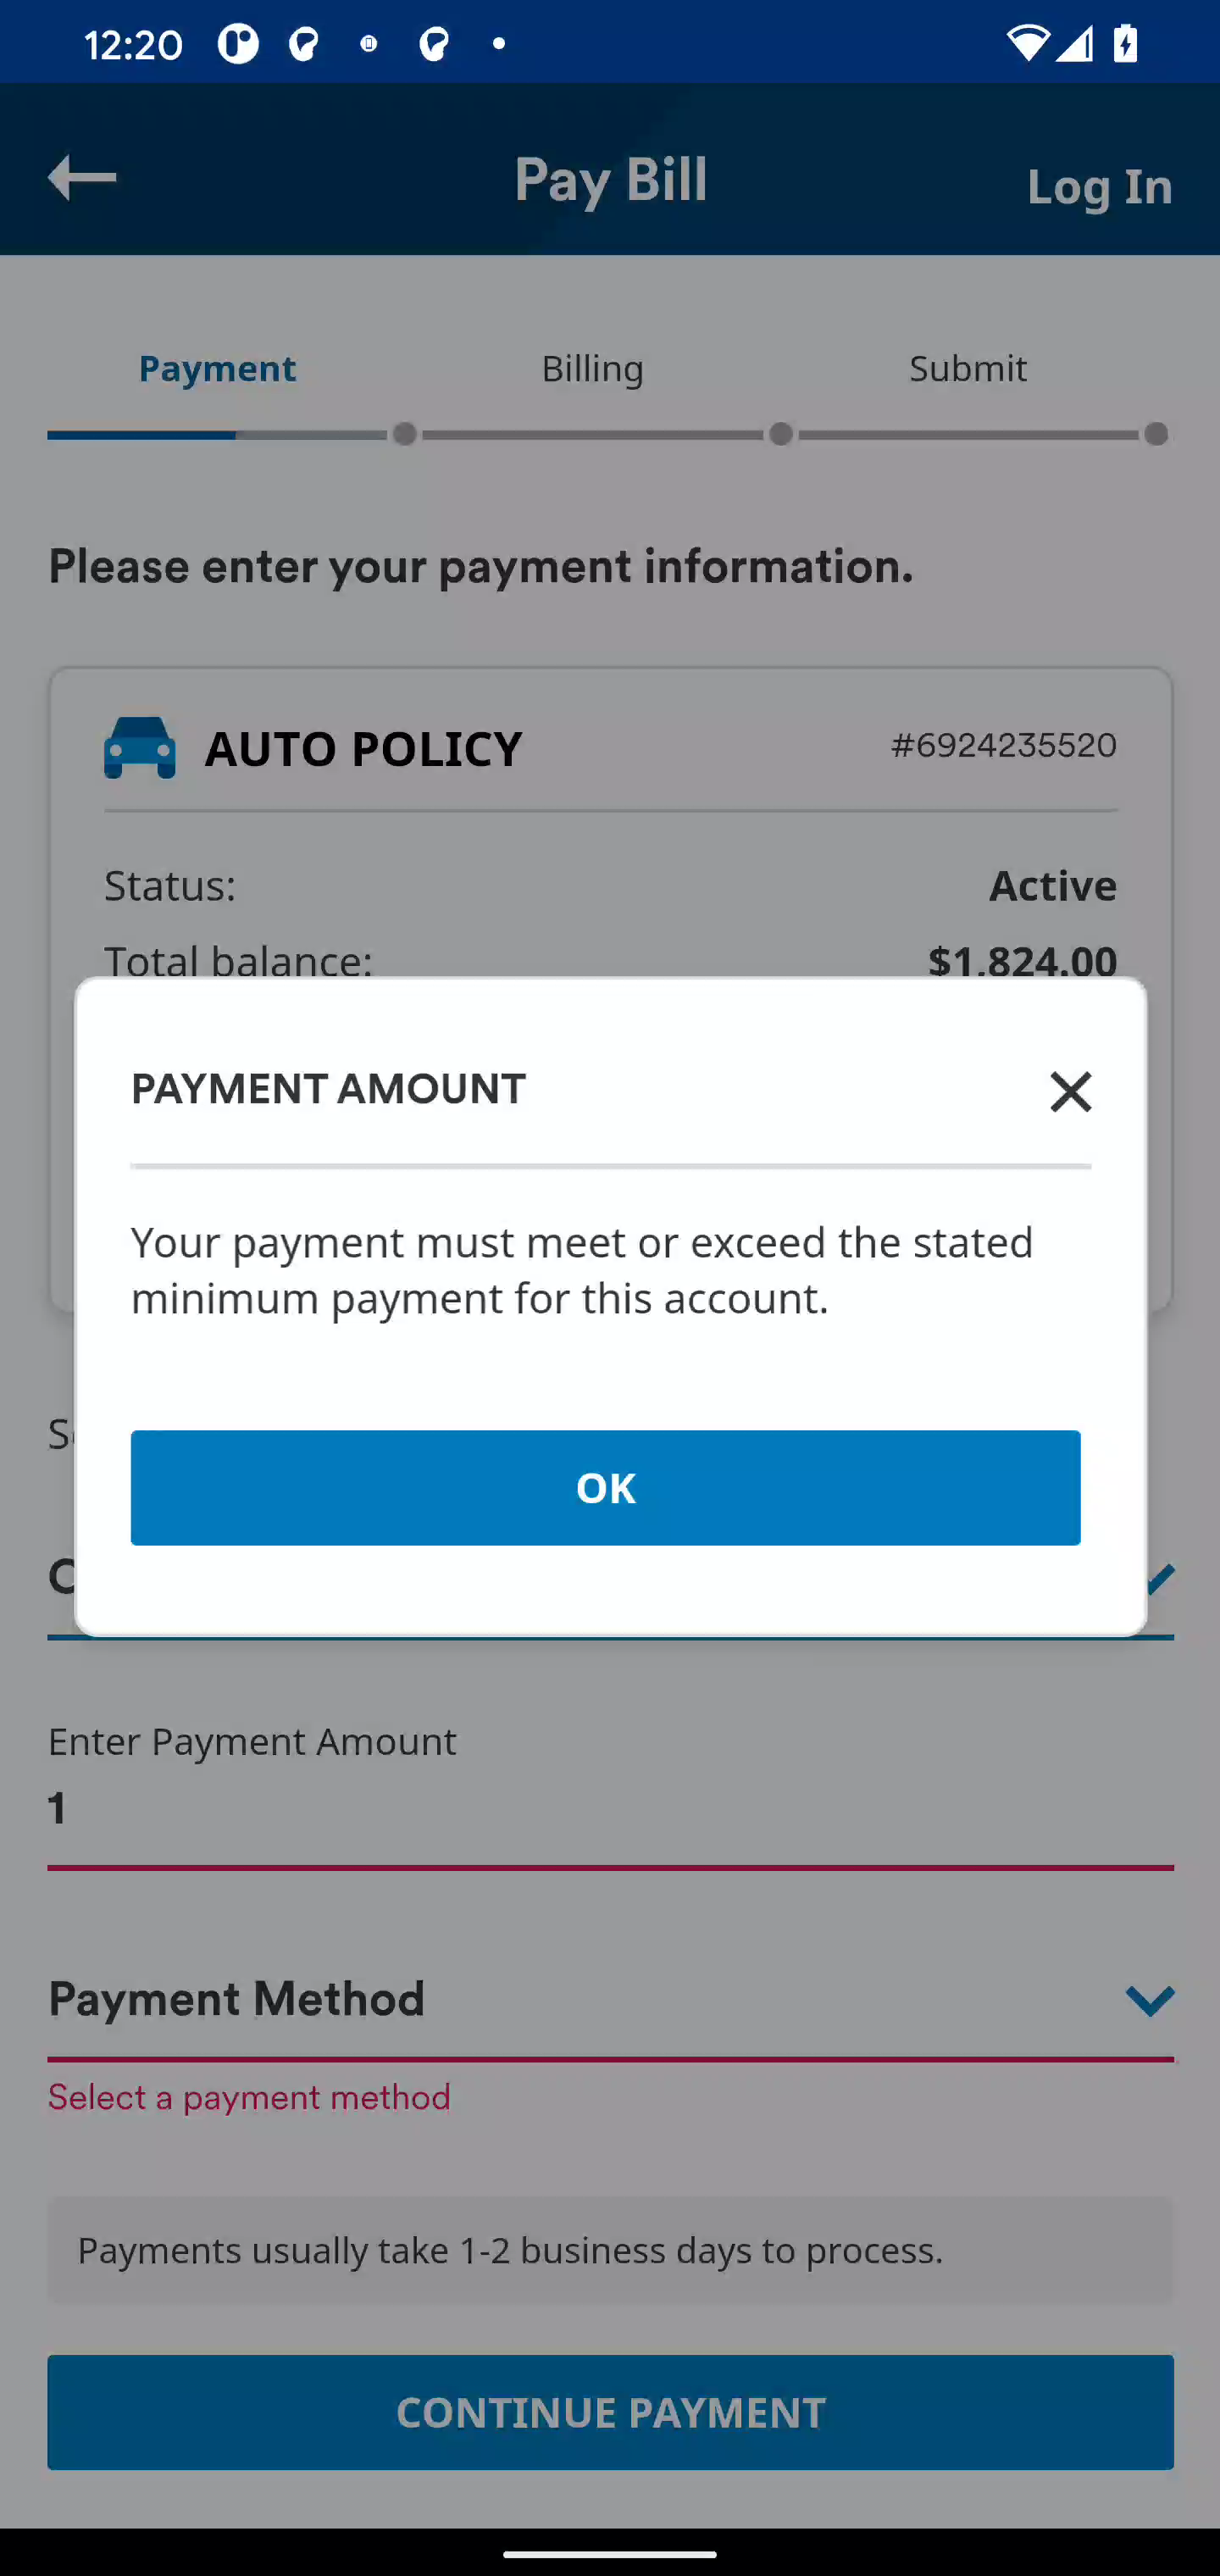 12:20
Pay Bill
Log In
Payment
Billing
Submit
Please enter your payment information.
AUTO POLICY
#6924235520
Status:
Active
Total balance:
$1,824.00
PAYMENT AMOUNT
Your payment must meet or exceed the stated
minimum payment for this account.
OK
Enter Payment Amount
1
Payment Method
Select a payment method
Payments usually take 1-2 business days to process.
CONTINUE PAYMENT